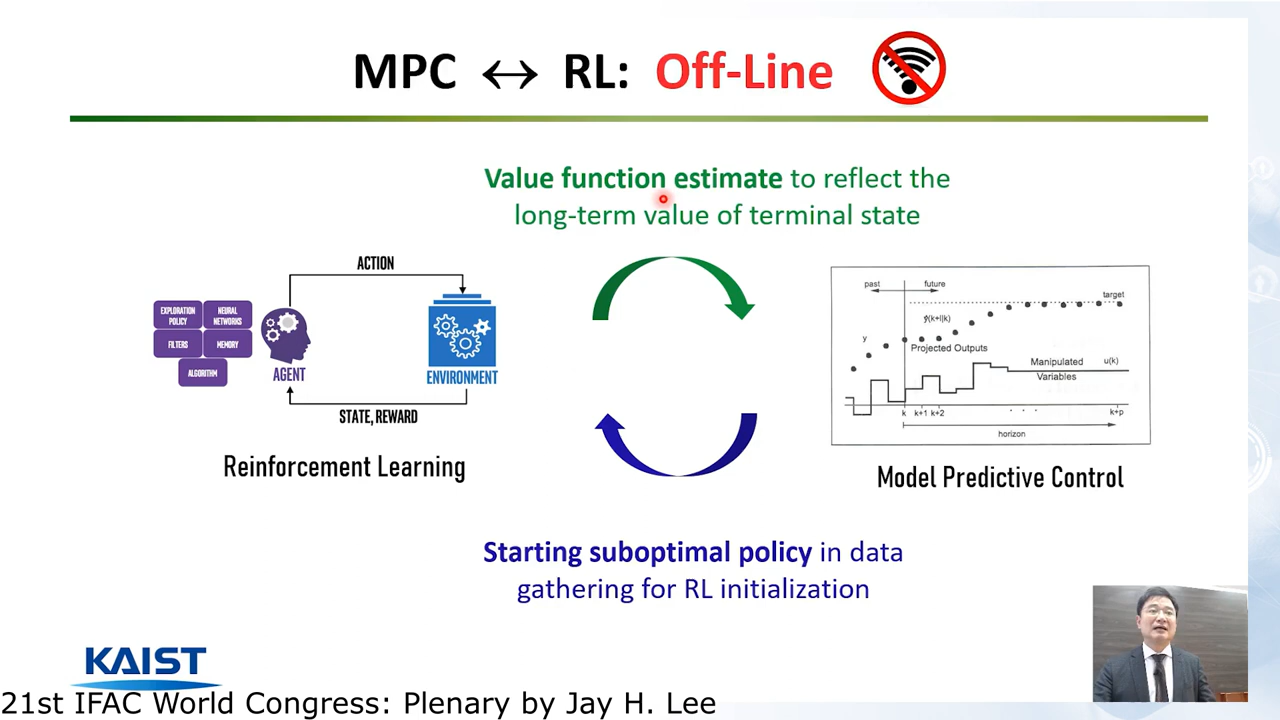 MPC ↔ RL: Off-Line
Value function estimate to reflect the
long-term value of terminal state
ACTION
EXPLORATION
POLICY
NEURAL
NETWORKS
FILTERS
MEMORY
ALGORITHM
AGENT
ENVIRONMENT
STATE, REWARD
Reinforcement Learning
past
future
target
y
ŷ(k+i|k)
Projected Outputs
Manipulated
u(k)
Variables
k
k+1
k+2
. . .
k+p
horizon
Model Predictive Control
Starting suboptimal policy in data
gathering for RL initialization
KAIST
21st IFAC World Congress: Plenary by Jay H. Lee